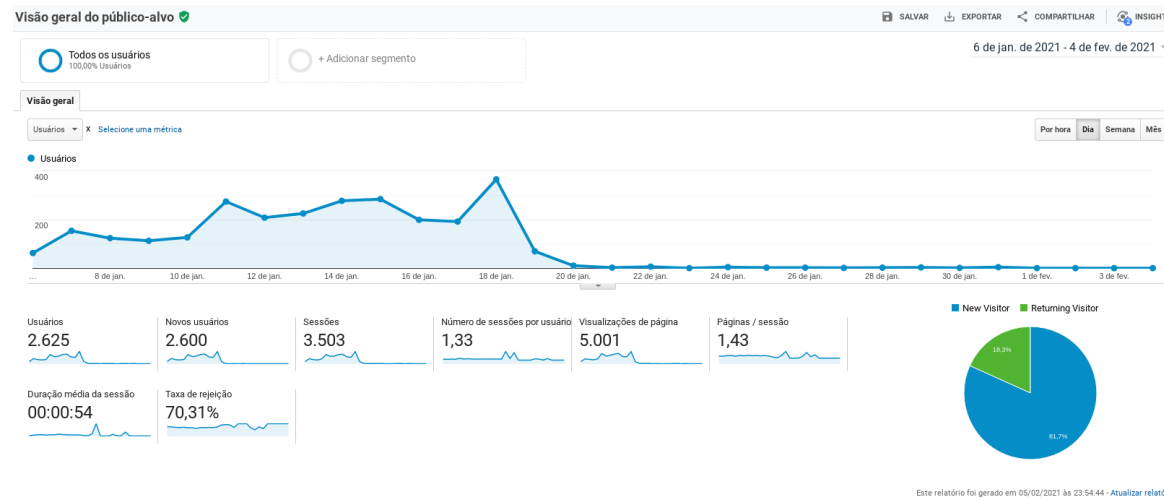 Visão geral do público-alvo
SALVAR EXPORTAR COMPARTILHAR INSIGHT
Todos os usuários
100,00% Usuários
+ Adicionar segmento
6 de jan. de 2021 - 4 de fev. de 2021
Visão geral
Usuários x Selecione uma métrica
Por hora Dia Semana Mês
Usuários
400
200
... 8 de jan. 10 de jan. 12 de jan. 14 de jan. 16 de jan. 18 de jan. 20 de jan. 22 de jan. 24 de jan. 26 de jan. 28 de jan. 30 de jan. 1 de fev. 3 de fev.
New Visitor Returning Visitor
Usuários Novos usuários Sessões Número de sessões por usuário Visualizações de página Páginas / sessão
2.625 2.600 3.503 1,33 5.001 1,43
18,3%
81,7%
Duração média da sessão Taxa de rejeição
00:00:54 70,31%
Este relatório foi gerado em 05/02/2021 às 23:54:44 - Atualizar relató